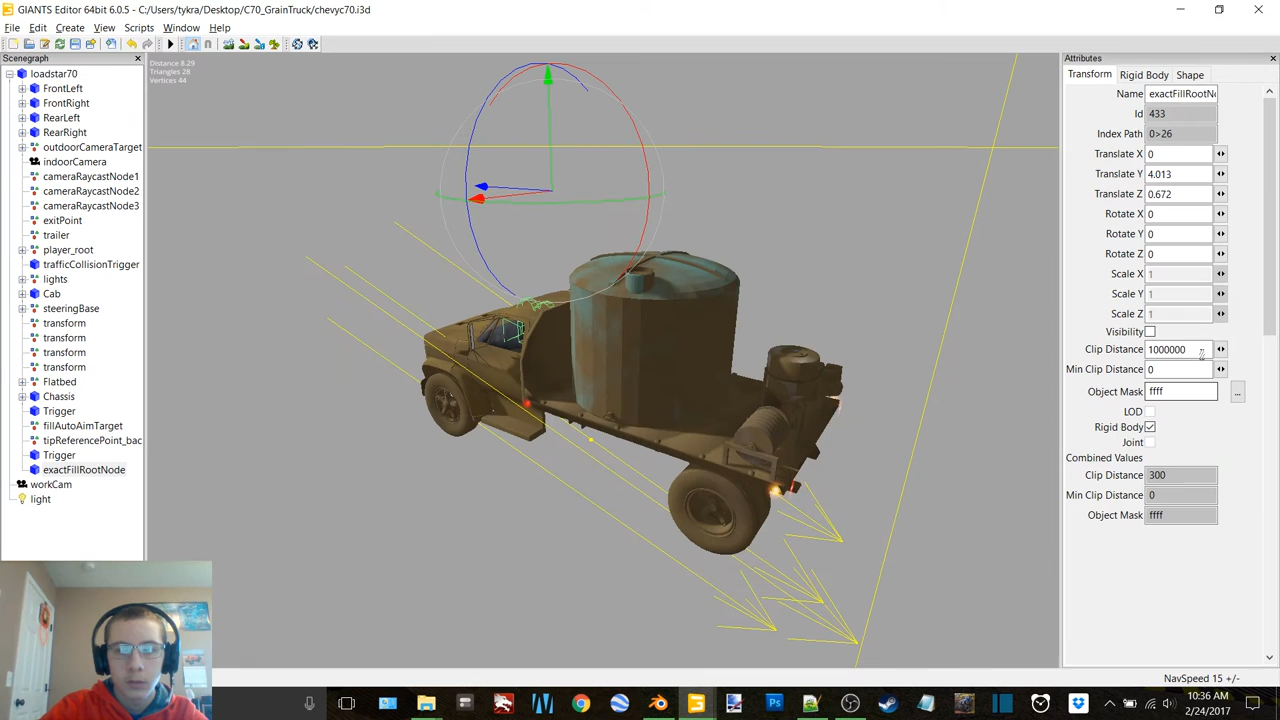 GIANTS Editor 64bit 6.0.5 - C:/Users/tykra/Desktop/C70_GrainTruck/chevyc70.i3d
File Edit Create View Scripts Window Help
Scenegraph
loadstar70
FrontLeft
FrontRight
RearLeft
RearRight
outdoorCameraTarget
indoorCamera
cameraRaycastNode1
cameraRaycastNode2
cameraRaycastNode3
exitPoint
trailer
player_root
trafficCollisionTrigger
lights
Cab
steeringBase
transform
transform
transform
transform
Flatbed
Chassis
Trigger
fillAutoAimTarget
tipReferencePoint_bac
Trigger
exactFillRootNode
workCam
light
Distance 8.29
Triangles 28
Vertices 44
Attributes
Transform Rigid Body Shape
Name exactFillRootN
Id 433
Index Path 0>26
Translate X 0
Translate Y 4.013
Translate Z 0.672
Rotate X 0
Rotate Y 0
Rotate Z 0
Scale X 1
Scale Y 1
Scale Z 1
Visibility
Clip Distance 1000000
Min Clip Distance 0
Object Mask ffff ...
LOD
Rigid Body
Joint
Combined Values
Clip Distance 300
Min Clip Distance 0
Object Mask ffff
NavSpeed 15 +/-
10:36 AM
2/24/2017